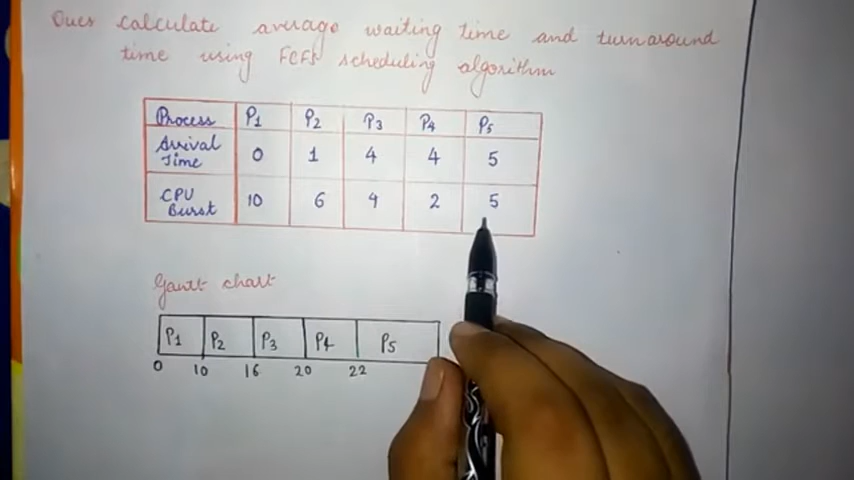 Ques calculate average waiting time and turnaround
time using FCFS scheduling algorithm
Process P1 P2 P3 P4 P5
Arrival Time 0 1 4 4 5
CPU Burst 10 6 4 2 5
Gantt chart
P1 P2 P3 P4 P5
0 10 16 20 22